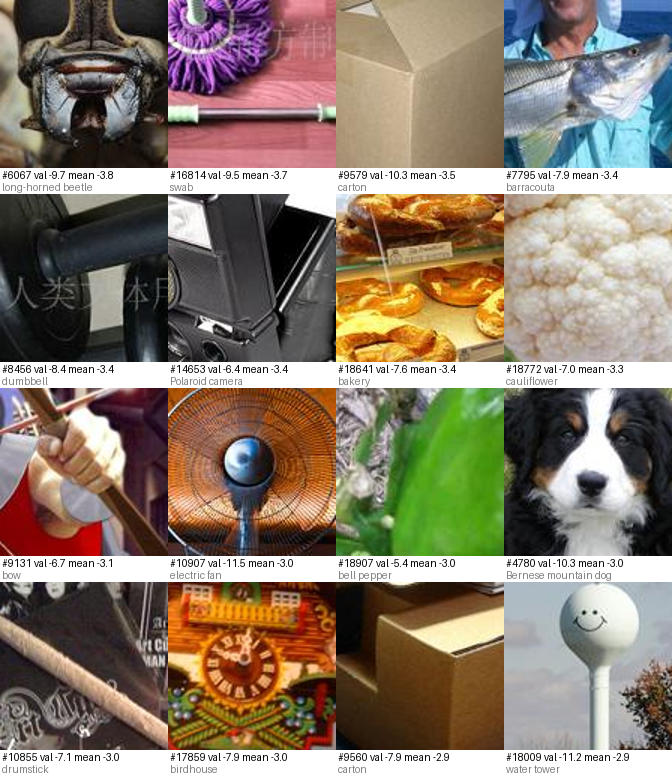 #6067 val -9.7 mean -3.8
long-horned beetle
#16814 val -9.5 mean -3.7
swab
#9579 val -10.3 mean -3.5
carton
#7795 val -7.9 mean -3.4
barracouta
人类
#8456 val -8.4 mean -3.4
dumbbell
#14653 val -6.4 mean -3.4
Polaroid camera
#18641 val -7.6 mean -3.4
bakery
#18772 val -7.0 mean -3.3
cauliflower
#9131 val -6.7 mean -3.1
bow
#10907 val -11.5 mean -3.0
electric fan
#18907 val -5.4 mean -3.0
bell pepper
#4780 val -10.3 mean -3.0
Bernese mountain dog
Art Cu
MAN
#10855 val -7.1 mean -3.0
drumstick
#17859 val -7.9 mean -3.0
birdhouse
#9560 val -7.9 mean -2.9
carton
#18009 val -11.2 mean -2.9
water tower